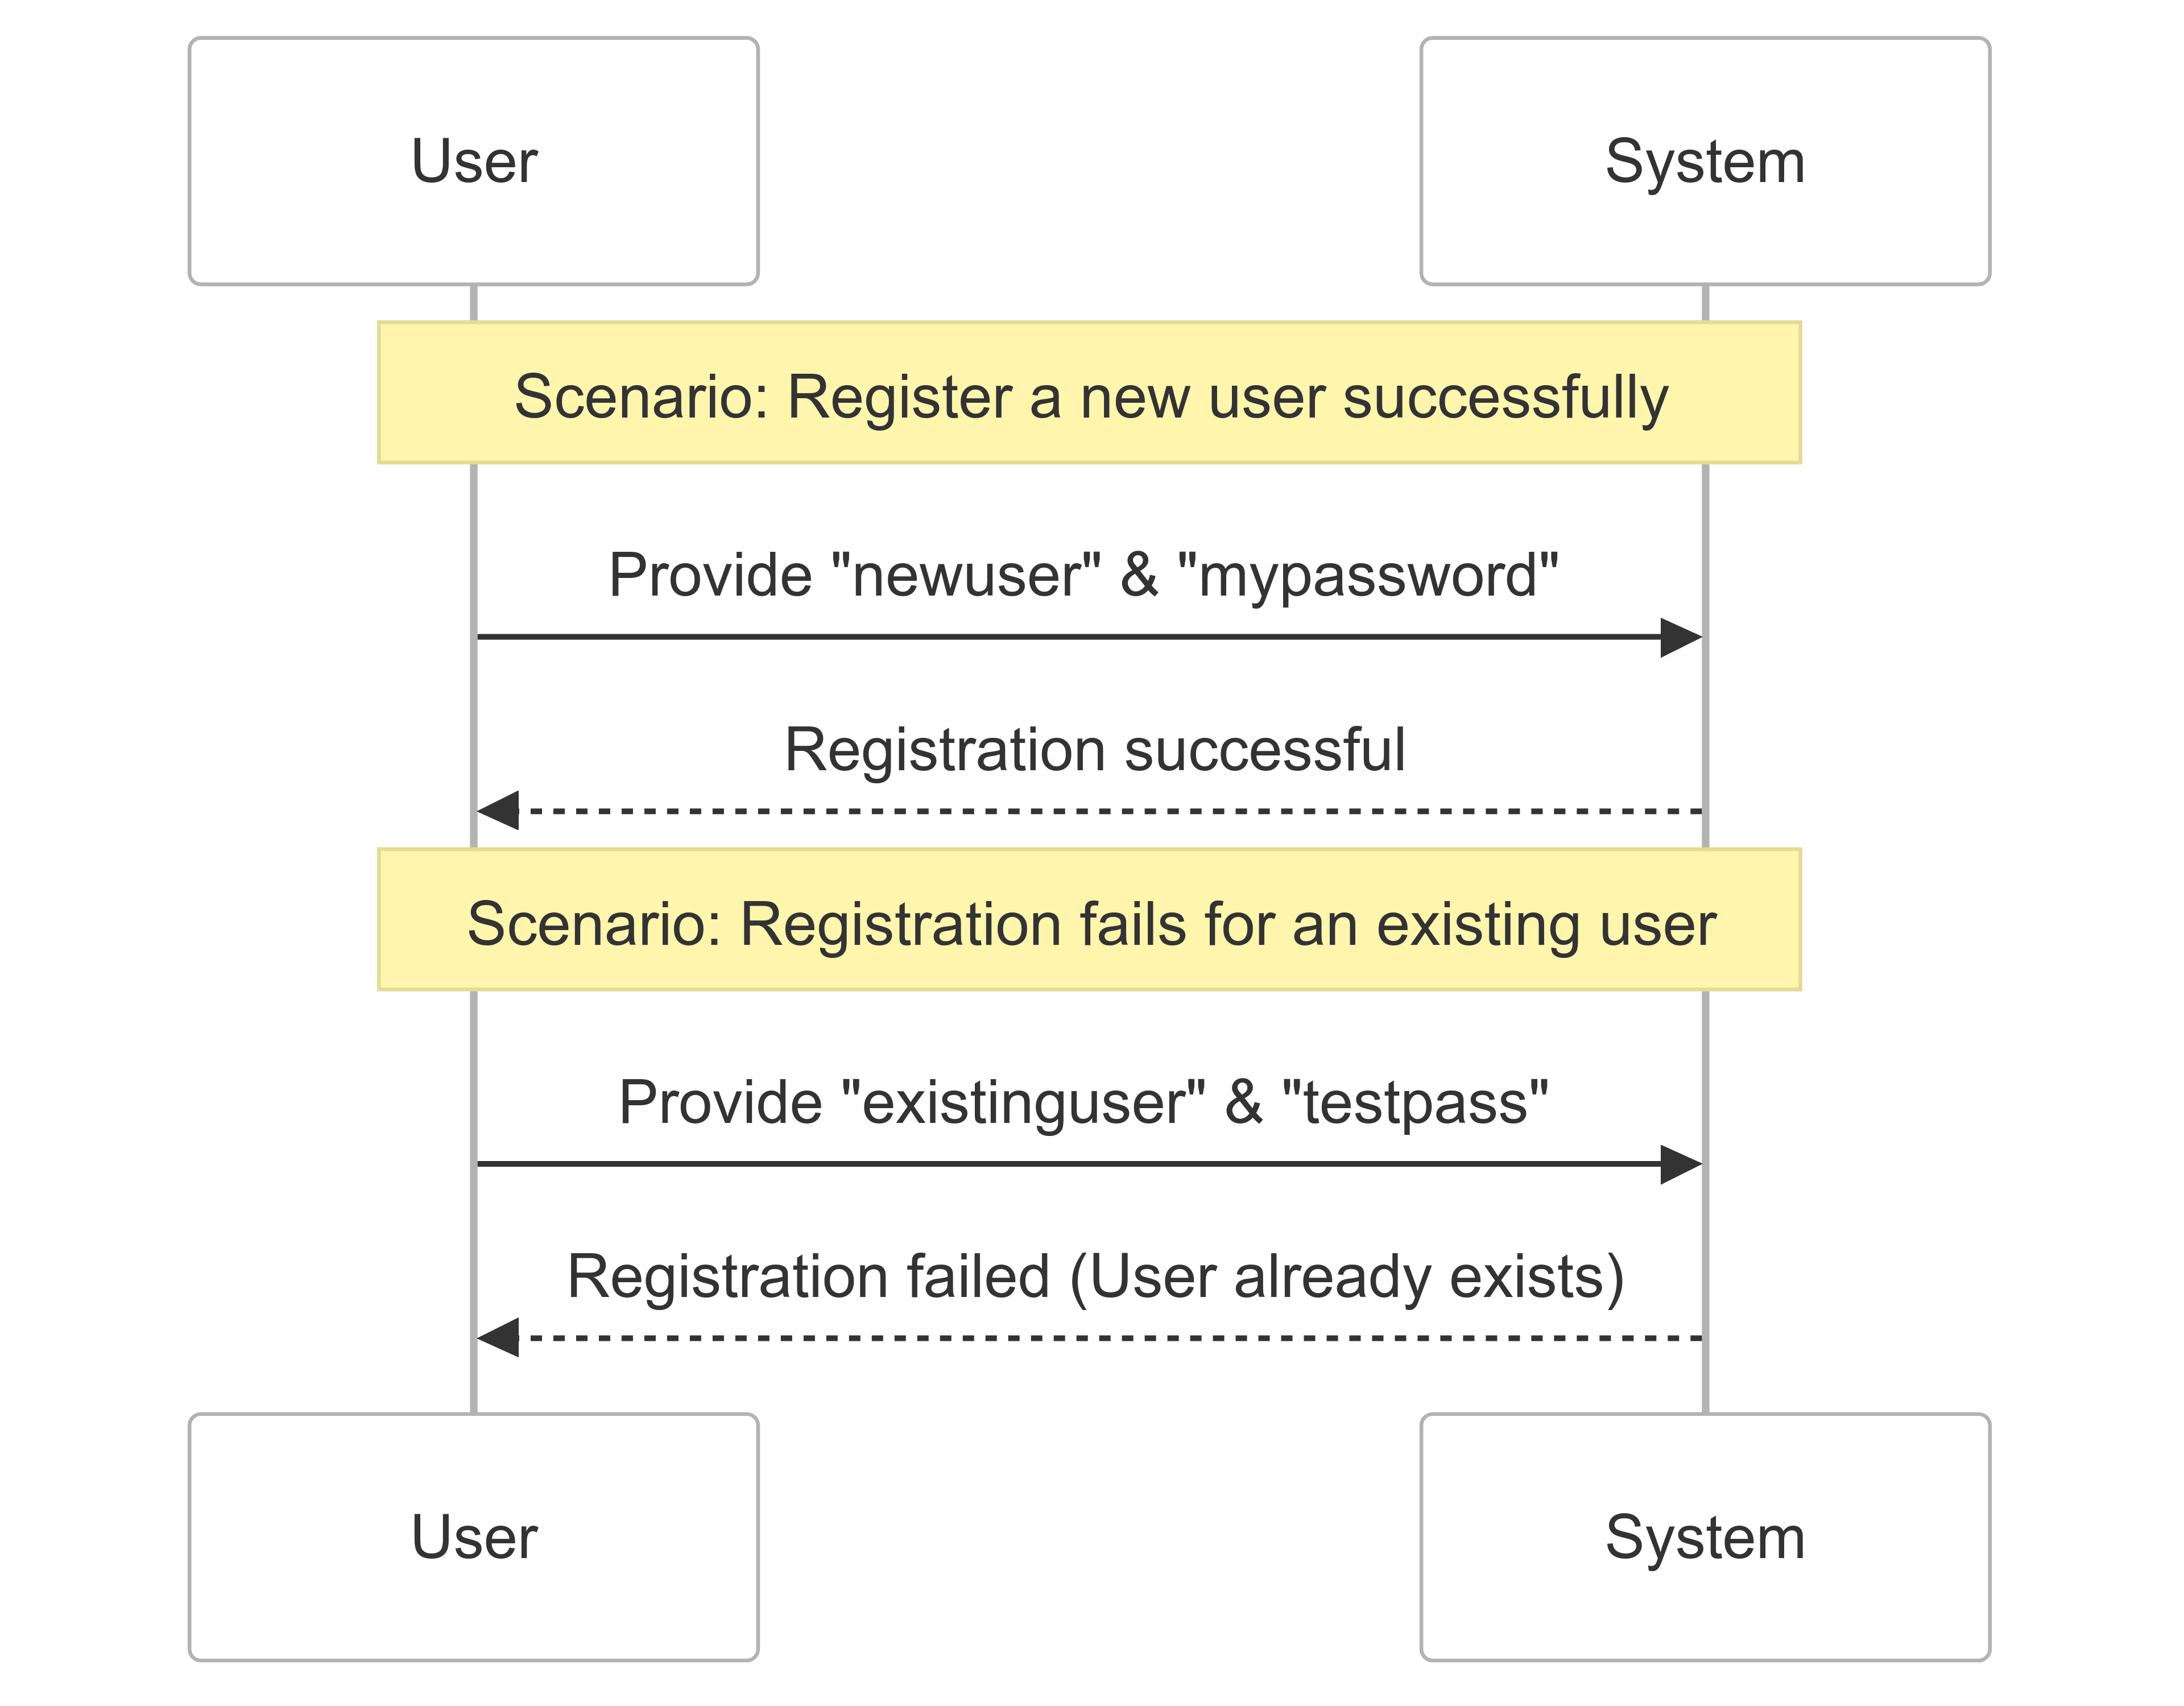 User
System
Scenario: Register a new user successfully
Provide "newuser" & "mypassword"
Registration successful
Scenario: Registration fails for an existing user
Provide "existinguser" & "testpass"
Registration failed (User already exists)
User
System